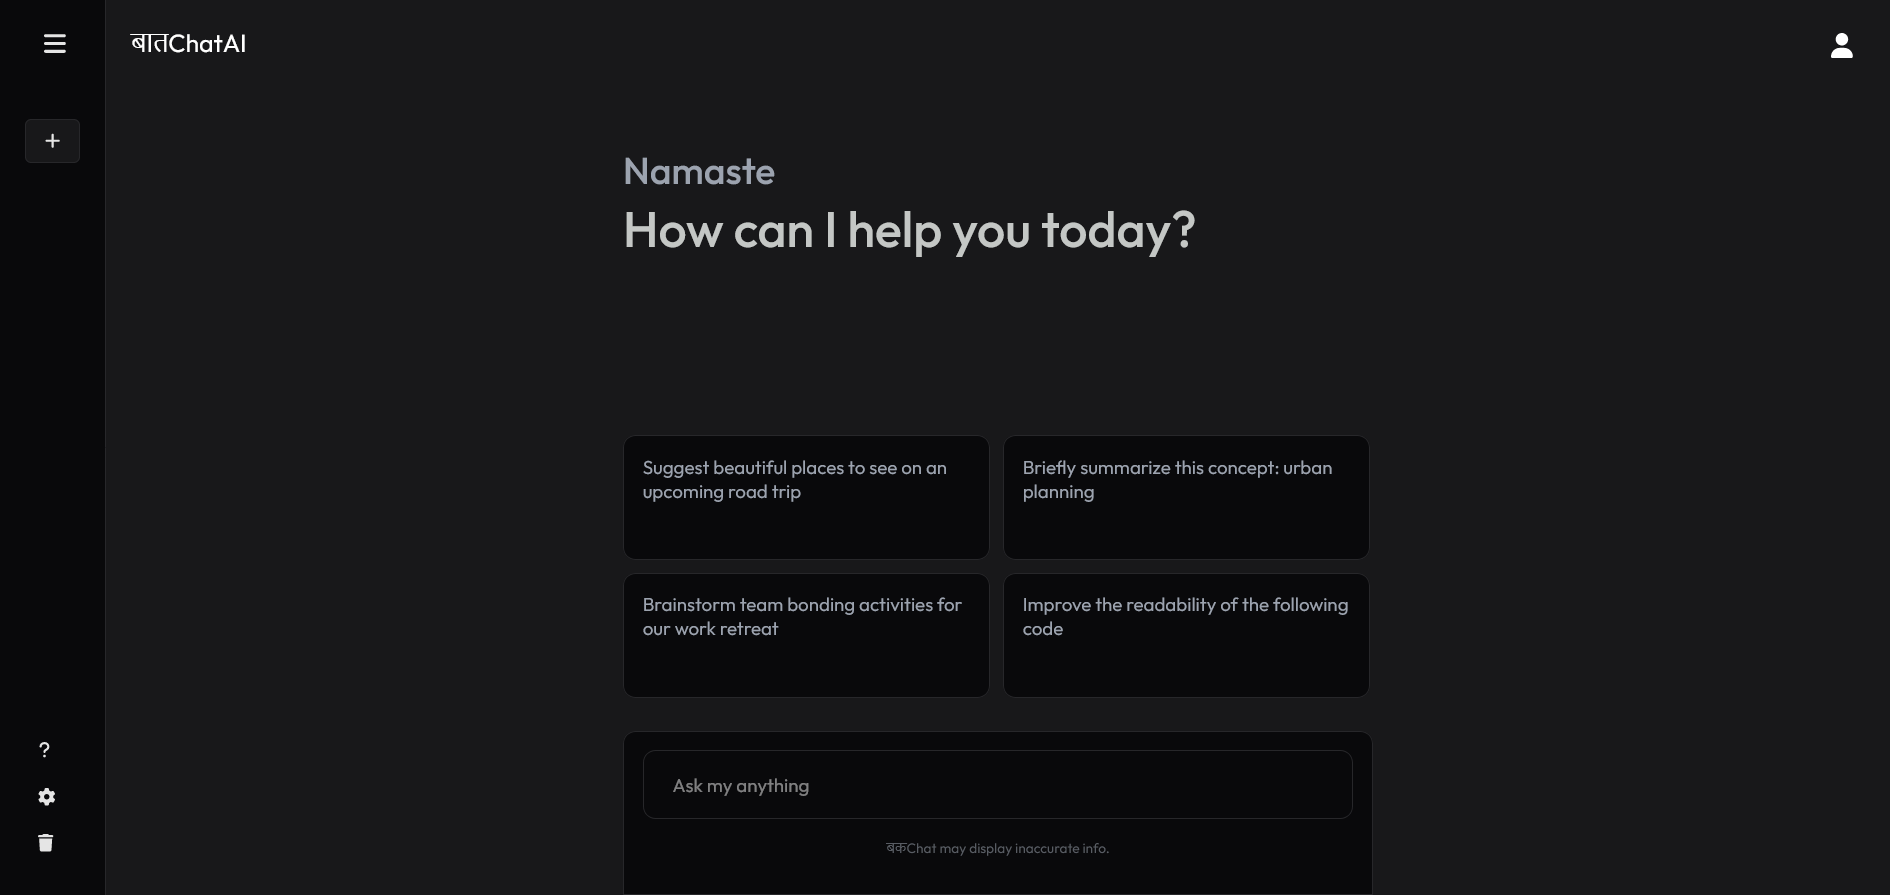 बातChatAI
Namaste
How can I help you today?
Suggest beautiful places to see on an
upcoming road trip
Briefly summarize this concept: urban
planning
Brainstorm team bonding activities for
our work retreat
Improve the readability of the following
code
Ask my anything
बकChat may display inaccurate info.